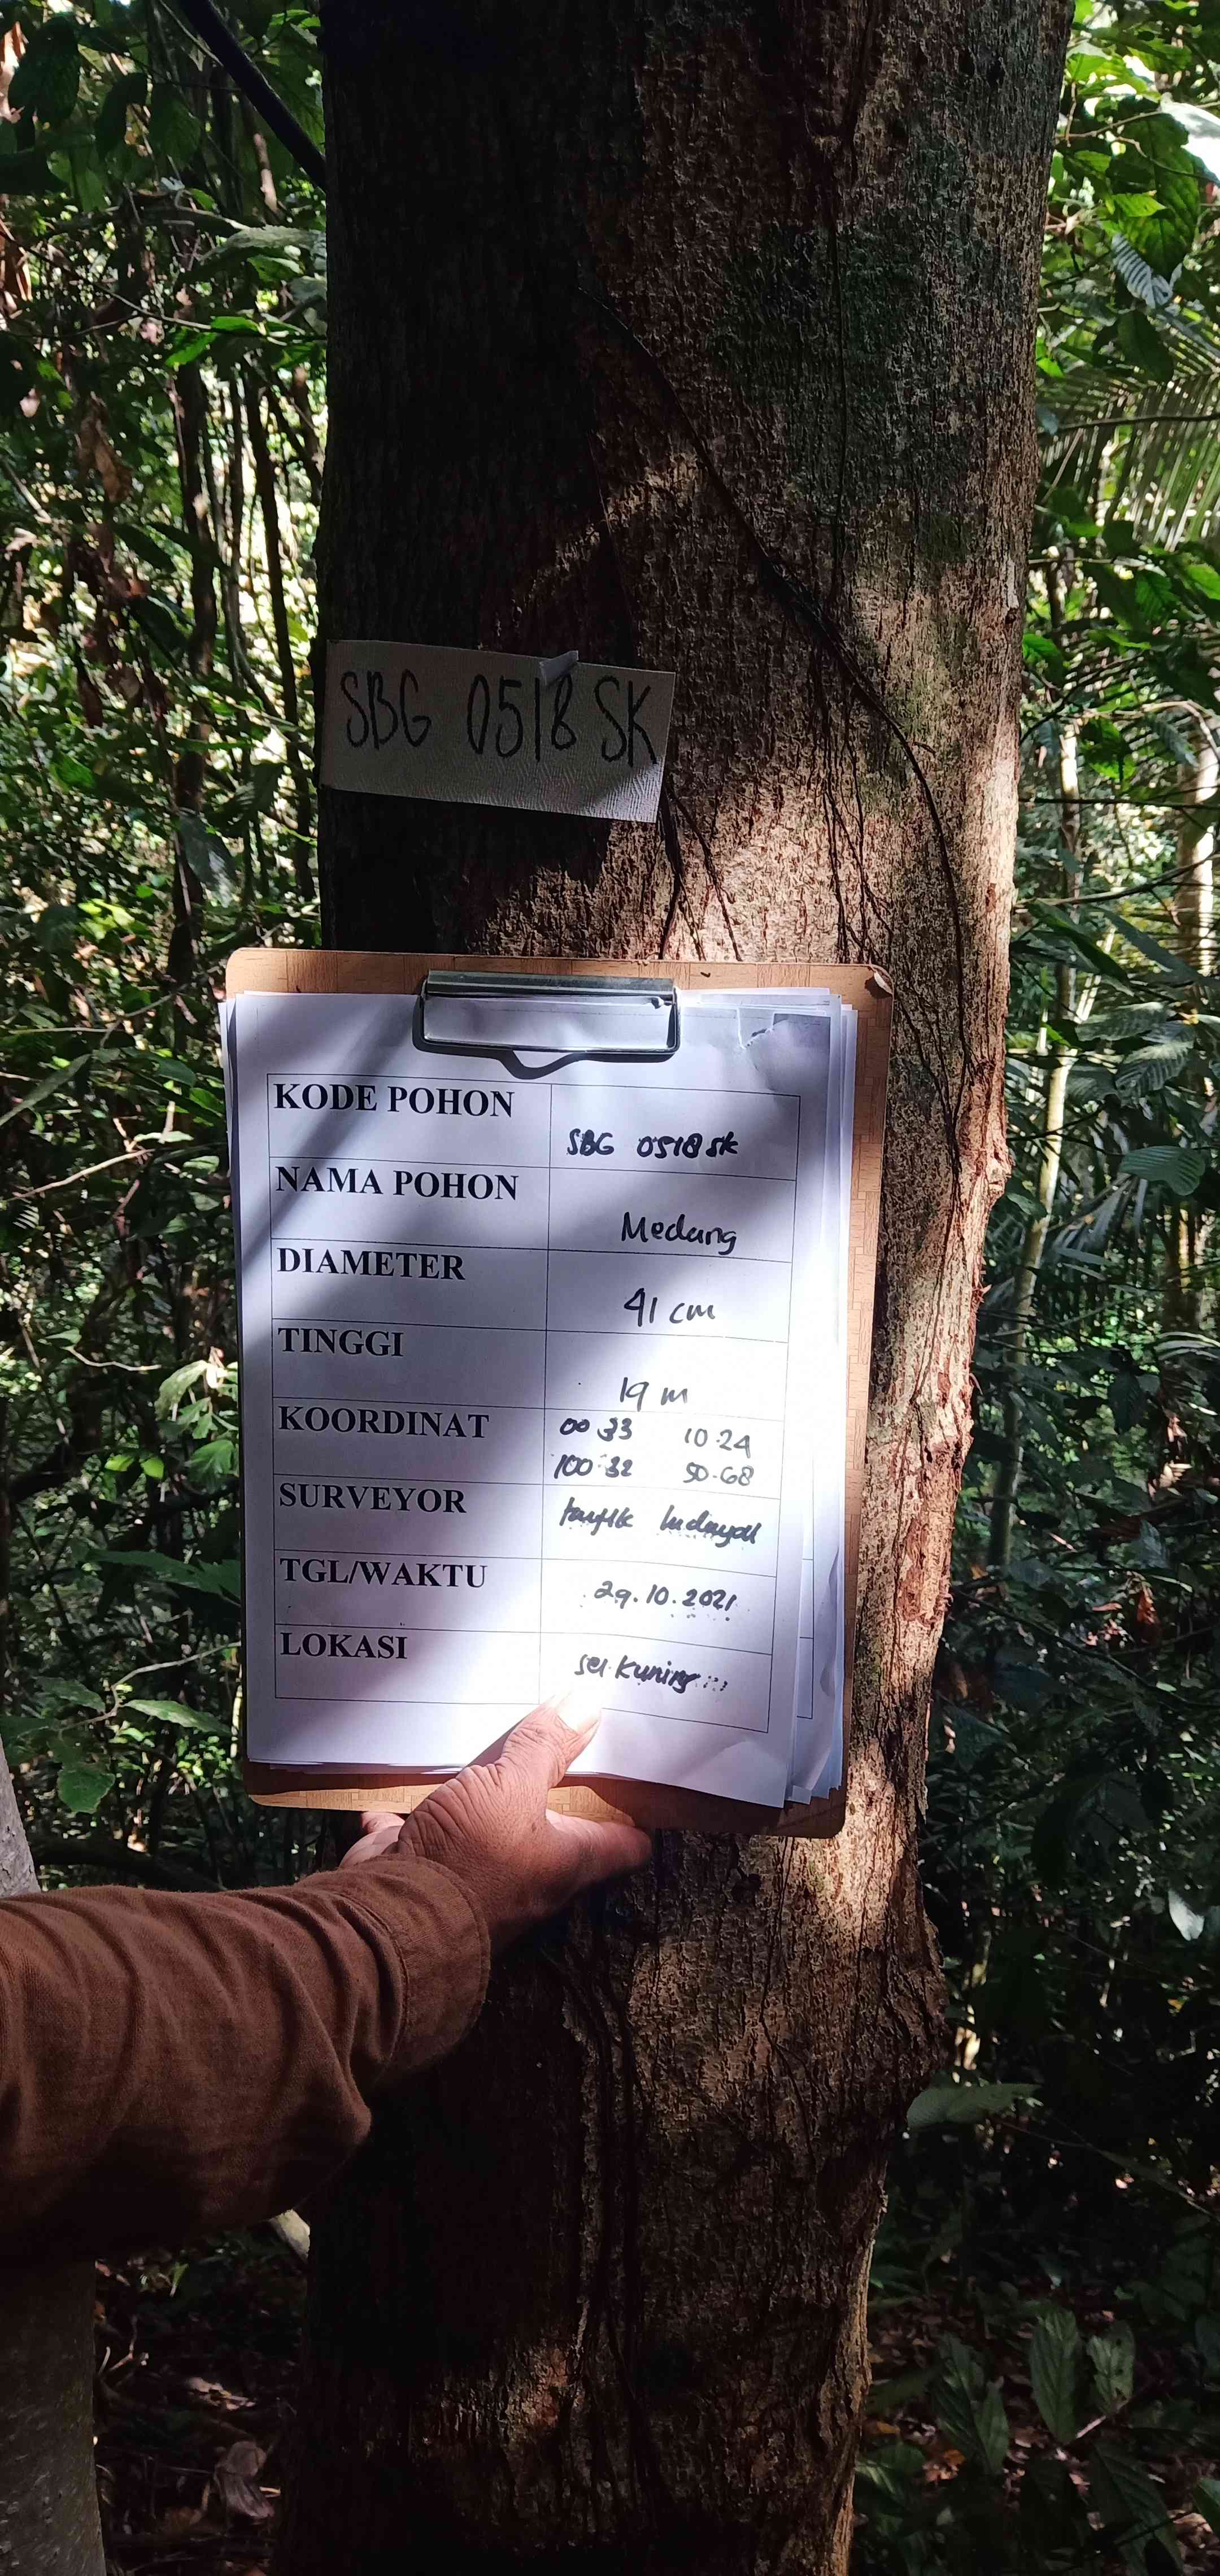 SBG 0518 SK
KODE POHON
SBG 0518 SK
NAMA POHON
Medang
DIAMETER
41 cm
TINGGI
19 m
KOORDINAT
00 33 10.24
100.32 50.68
SURVEYOR
taufik hidayat
TGL/WAKTU
29.10.2021
LOKASI
sei Kuning